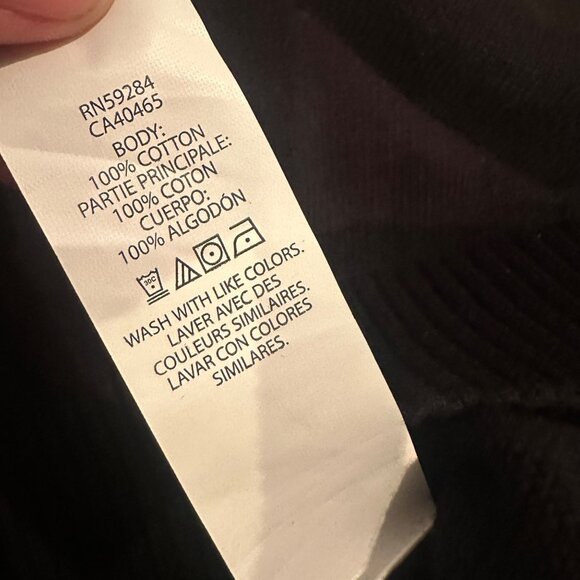 RN59284
CA40465
BODY:
100% COTTON
PARTIE PRINCIPALE:
100% COTON
CUERPO:
100% ALGODÓN
30C
WASH WITH LIKE COLORS.
LAVER AVEC DES
COULEURS SIMILAIRES.
LAVAR CON COLORES
SIMILARES.